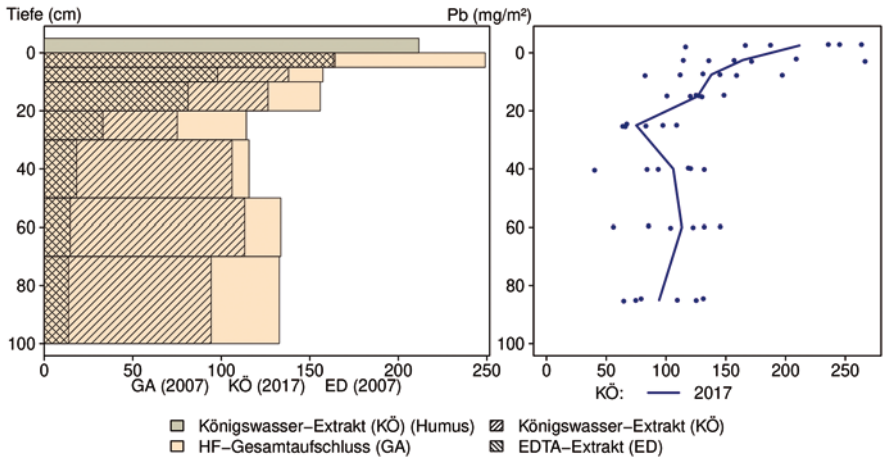 Tiefe (cm) Pb (mg/m²)
0 0
20 20
40 40
60 60
80 80
100 100
0 50 100 150 200 250 0 50 100 150 200 250
GA (2007) KÖ (2017) ED (2007) KÖ: 2017
Königswasser-Extrakt (KÖ) (Humus) Königswasser-Extrakt (KÖ)
HF-Gesamtaufschluss (GA) EDTA-Extrakt (ED)